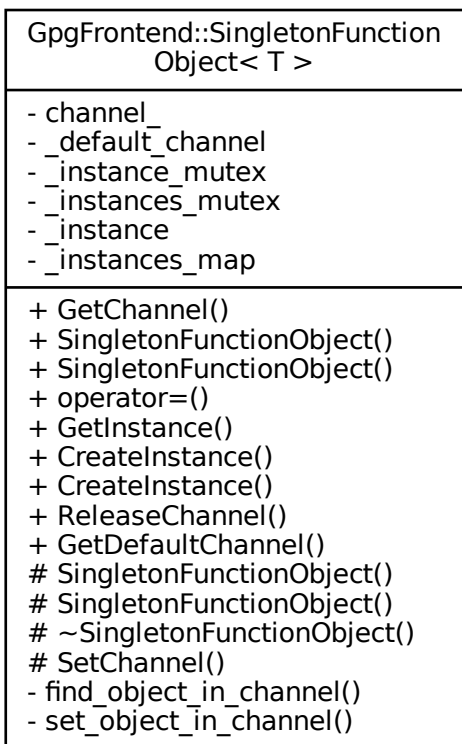 GpgFrontend::SingletonFunction
Object< T >
- channel_
- _default_channel
- _instance_mutex
- _instances_mutex
- _instance
- _instances_map
+ GetChannel()
+ SingletonFunctionObject()
+ SingletonFunctionObject()
+ operator=()
+ GetInstance()
+ CreateInstance()
+ CreateInstance()
+ ReleaseChannel()
+ GetDefaultChannel()
# SingletonFunctionObject()
# SingletonFunctionObject()
# ~SingletonFunctionObject()
# SetChannel()
- find_object_in_channel()
- set_object_in_channel()